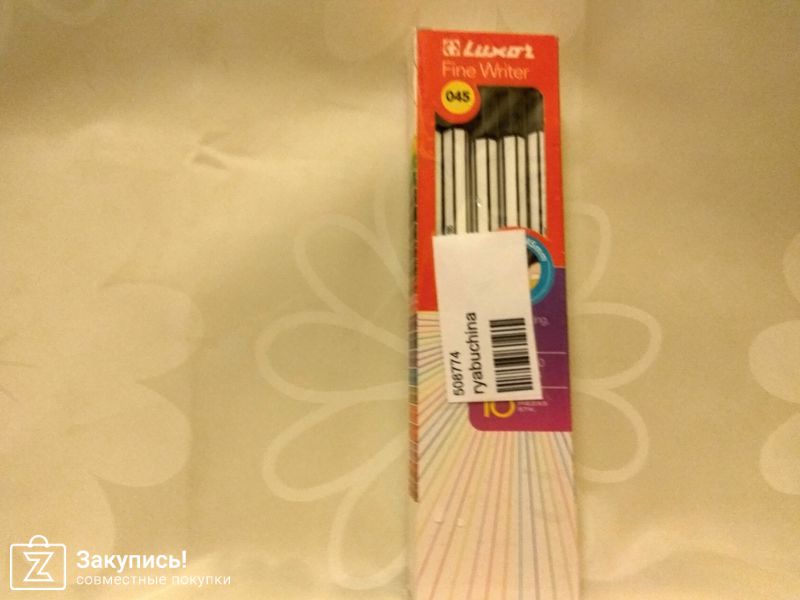 Luxor
Fine Writer
045
508774
ryabuchina
10
Закупись!
совместные покупки